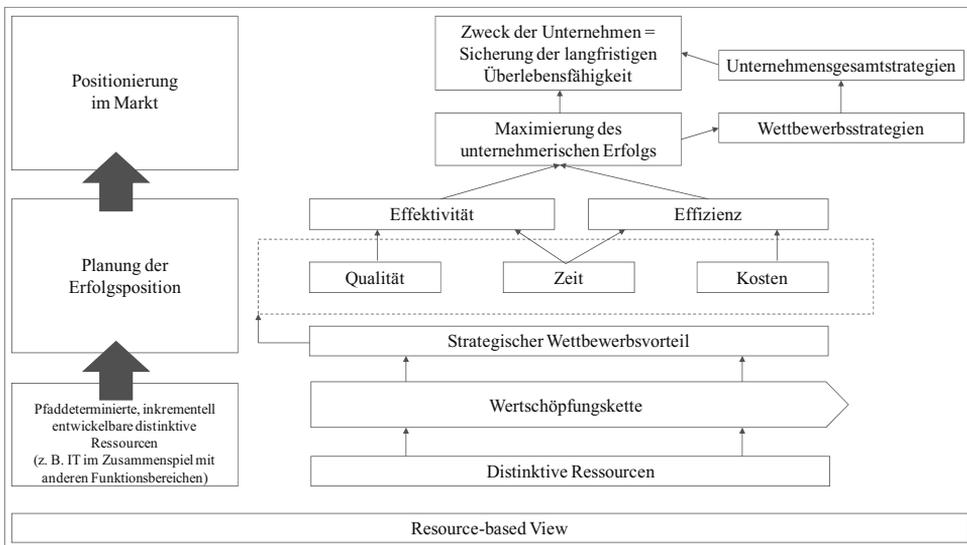 Positionierung
im Markt
Planung der
Erfolgsposition
Pfaddeterminierte, inkrementell
entwickelbare distinktive
Ressourcen
(z. B. IT im Zusammenspiel mit
anderen Funktionsbereichen)
Zweck der Unternehmen =
Sicherung der langfristigen
Überlebensfähigkeit
Unternehmensgesamtstrategien
Maximierung des
unternehmerischen Erfolgs
Wettbewerbsstrategien
Effektivität
Effizienz
Qualität
Zeit
Kosten
Strategischer Wettbewerbsvorteil
Wertschöpfungskette
Distinktive Ressourcen
Resource-based View